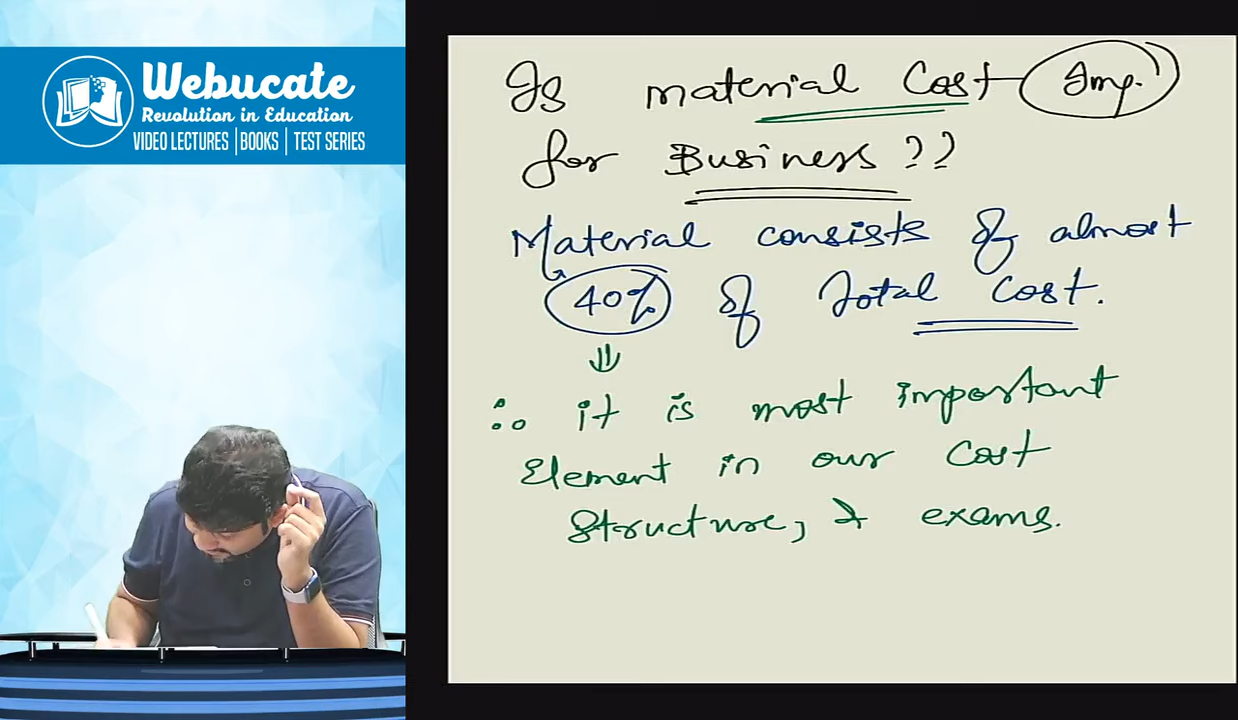 Webucate
Revolution in Education
VIDEO LECTURES | BOOKS | TEST SERIES
Is material Cost Imp.
for Business ??
Material consists of almost
40% of Total Cost.
∴ it is most important
Element in our Cost
Structure, & exams.